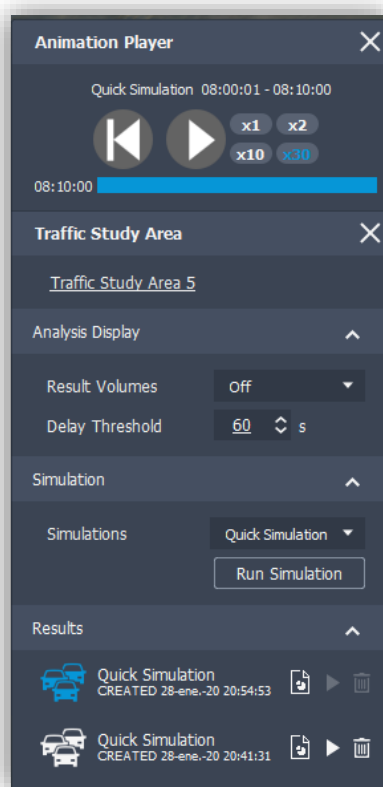 Animation Player
Quick Simulation 08:00:01 - 08:10:00
x1 x2
x10 x30
08:10:00
Traffic Study Area
Traffic Study Area 5
Analysis Display
Result Volumes Off
Delay Threshold 60 s
Simulation
Simulations Quick Simulation
Run Simulation
Results
Quick Simulation
CREATED 28-ene.-20 20:54:53
Quick Simulation
CREATED 28-ene.-20 20:41:31